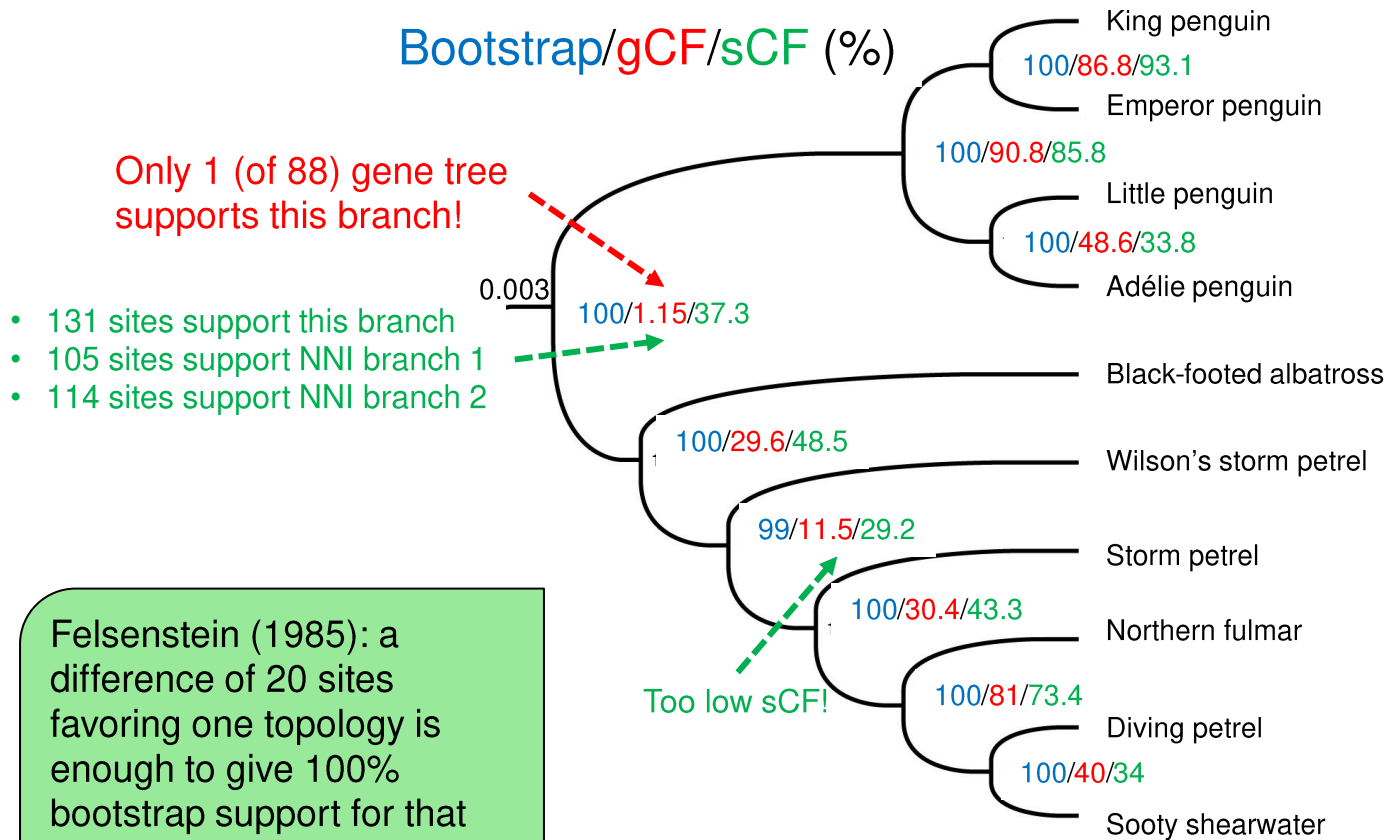 Bootstrap/gCF/sCF (%)
King penguin
100/86.8/93.1
Emperor penguin
100/90.8/85.8
Only 1 (of 88) gene tree
supports this branch!
Little penguin
100/48.6/33.8
Adélie penguin
0.003
100/1.15/37.3
• 131 sites support this branch
• 105 sites support NNI branch 1
• 114 sites support NNI branch 2
Black-footed albatross
100/29.6/48.5
Wilson’s storm petrel
99/11.5/29.2
Storm petrel
100/30.4/43.3
Northern fulmar
Too low sCF!
100/81/73.4
Diving petrel
100/40/34
Sooty shearwater
Felsenstein (1985): a
difference of 20 sites
favoring one topology is
enough to give 100%
bootstrap support for that